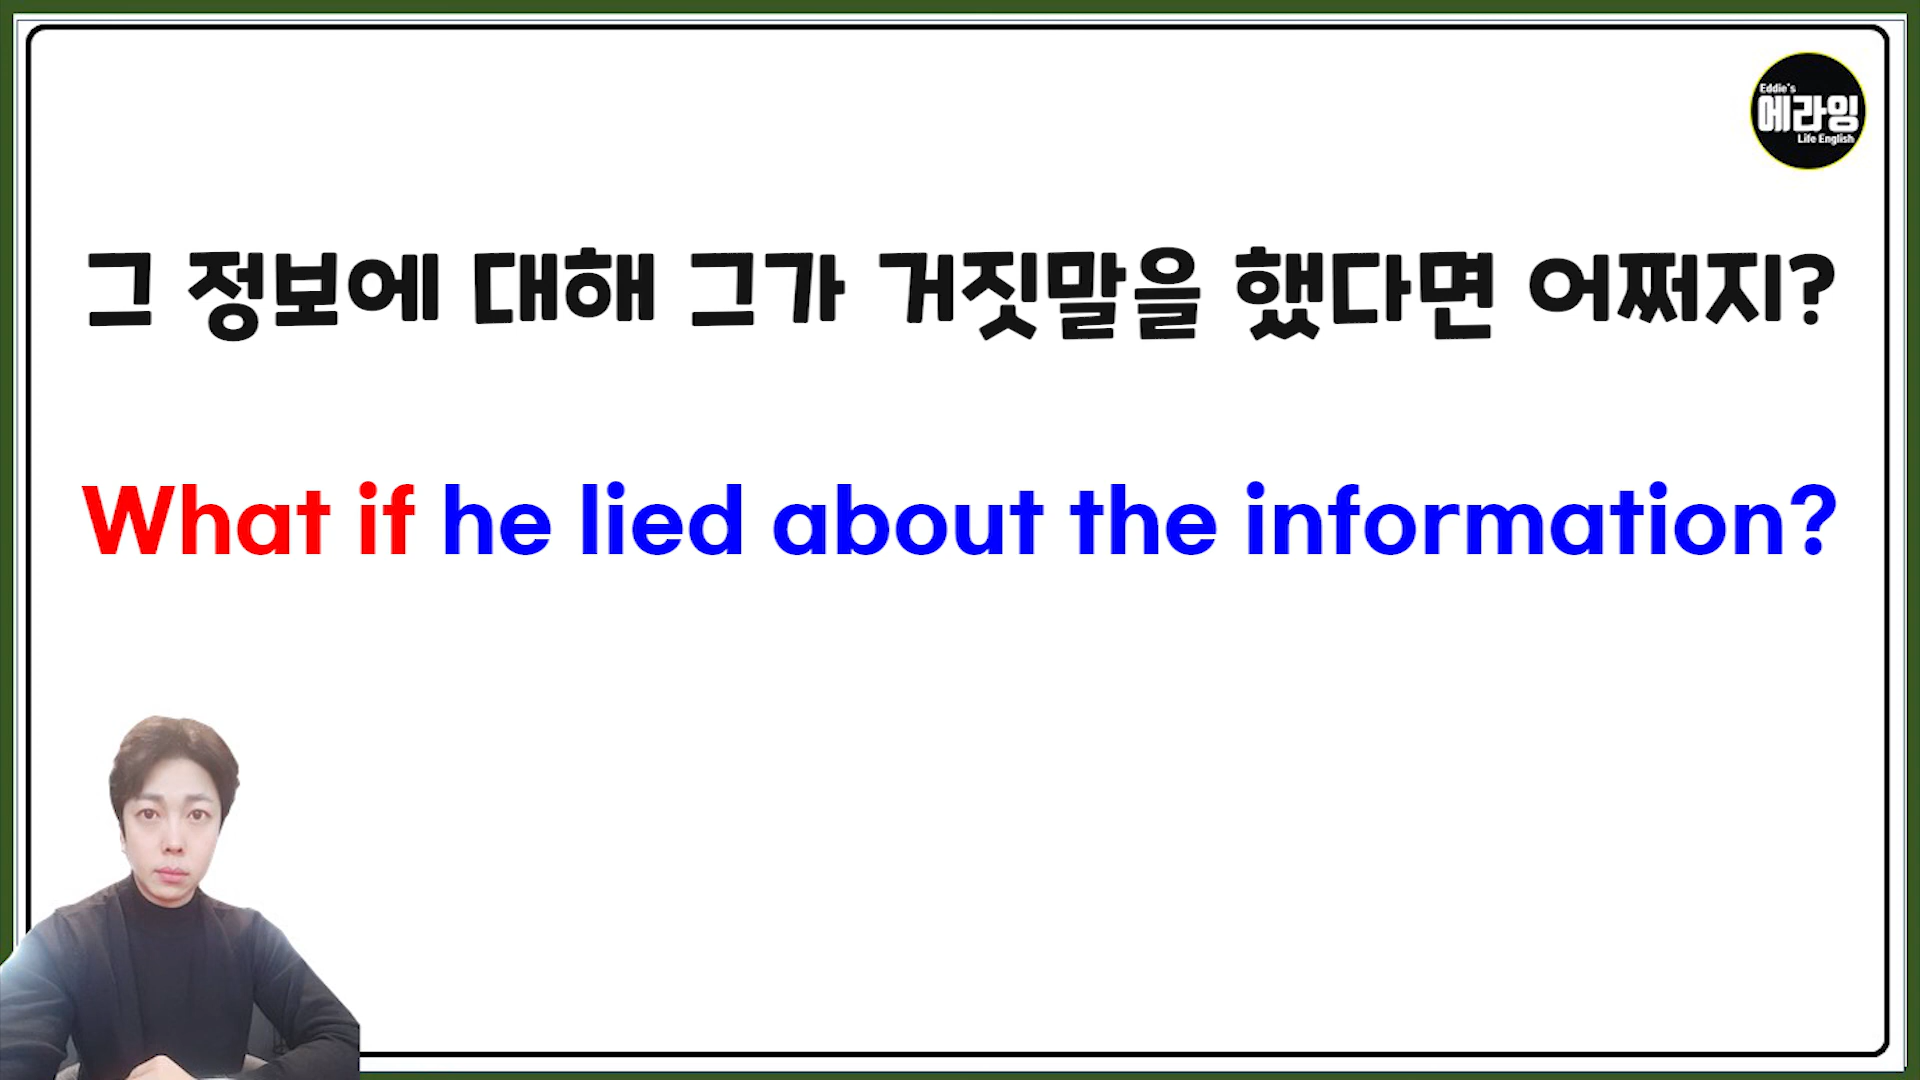 Eddie's
에라잉
Life English
그 정보에 대해 그가 거짓말을 했다면 어쩌지?
What if he lied about the information?